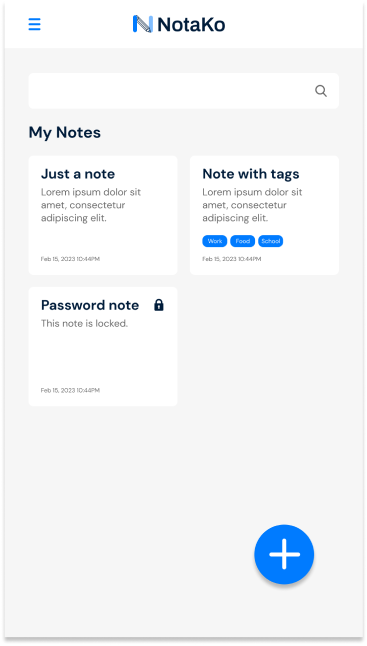 NotaKo
My Notes
Just a note
Lorem ipsum dolor sit
amet, consectetur
adipiscing elit.
Feb 15, 2023 10:44PM
Note with tags
Lorem ipsum dolor sit
amet, consectetur
adipiscing elit.
Work Food School
Feb 15, 2023 10:44PM
Password note
This note is locked.
Feb 15, 2023 10:44PM